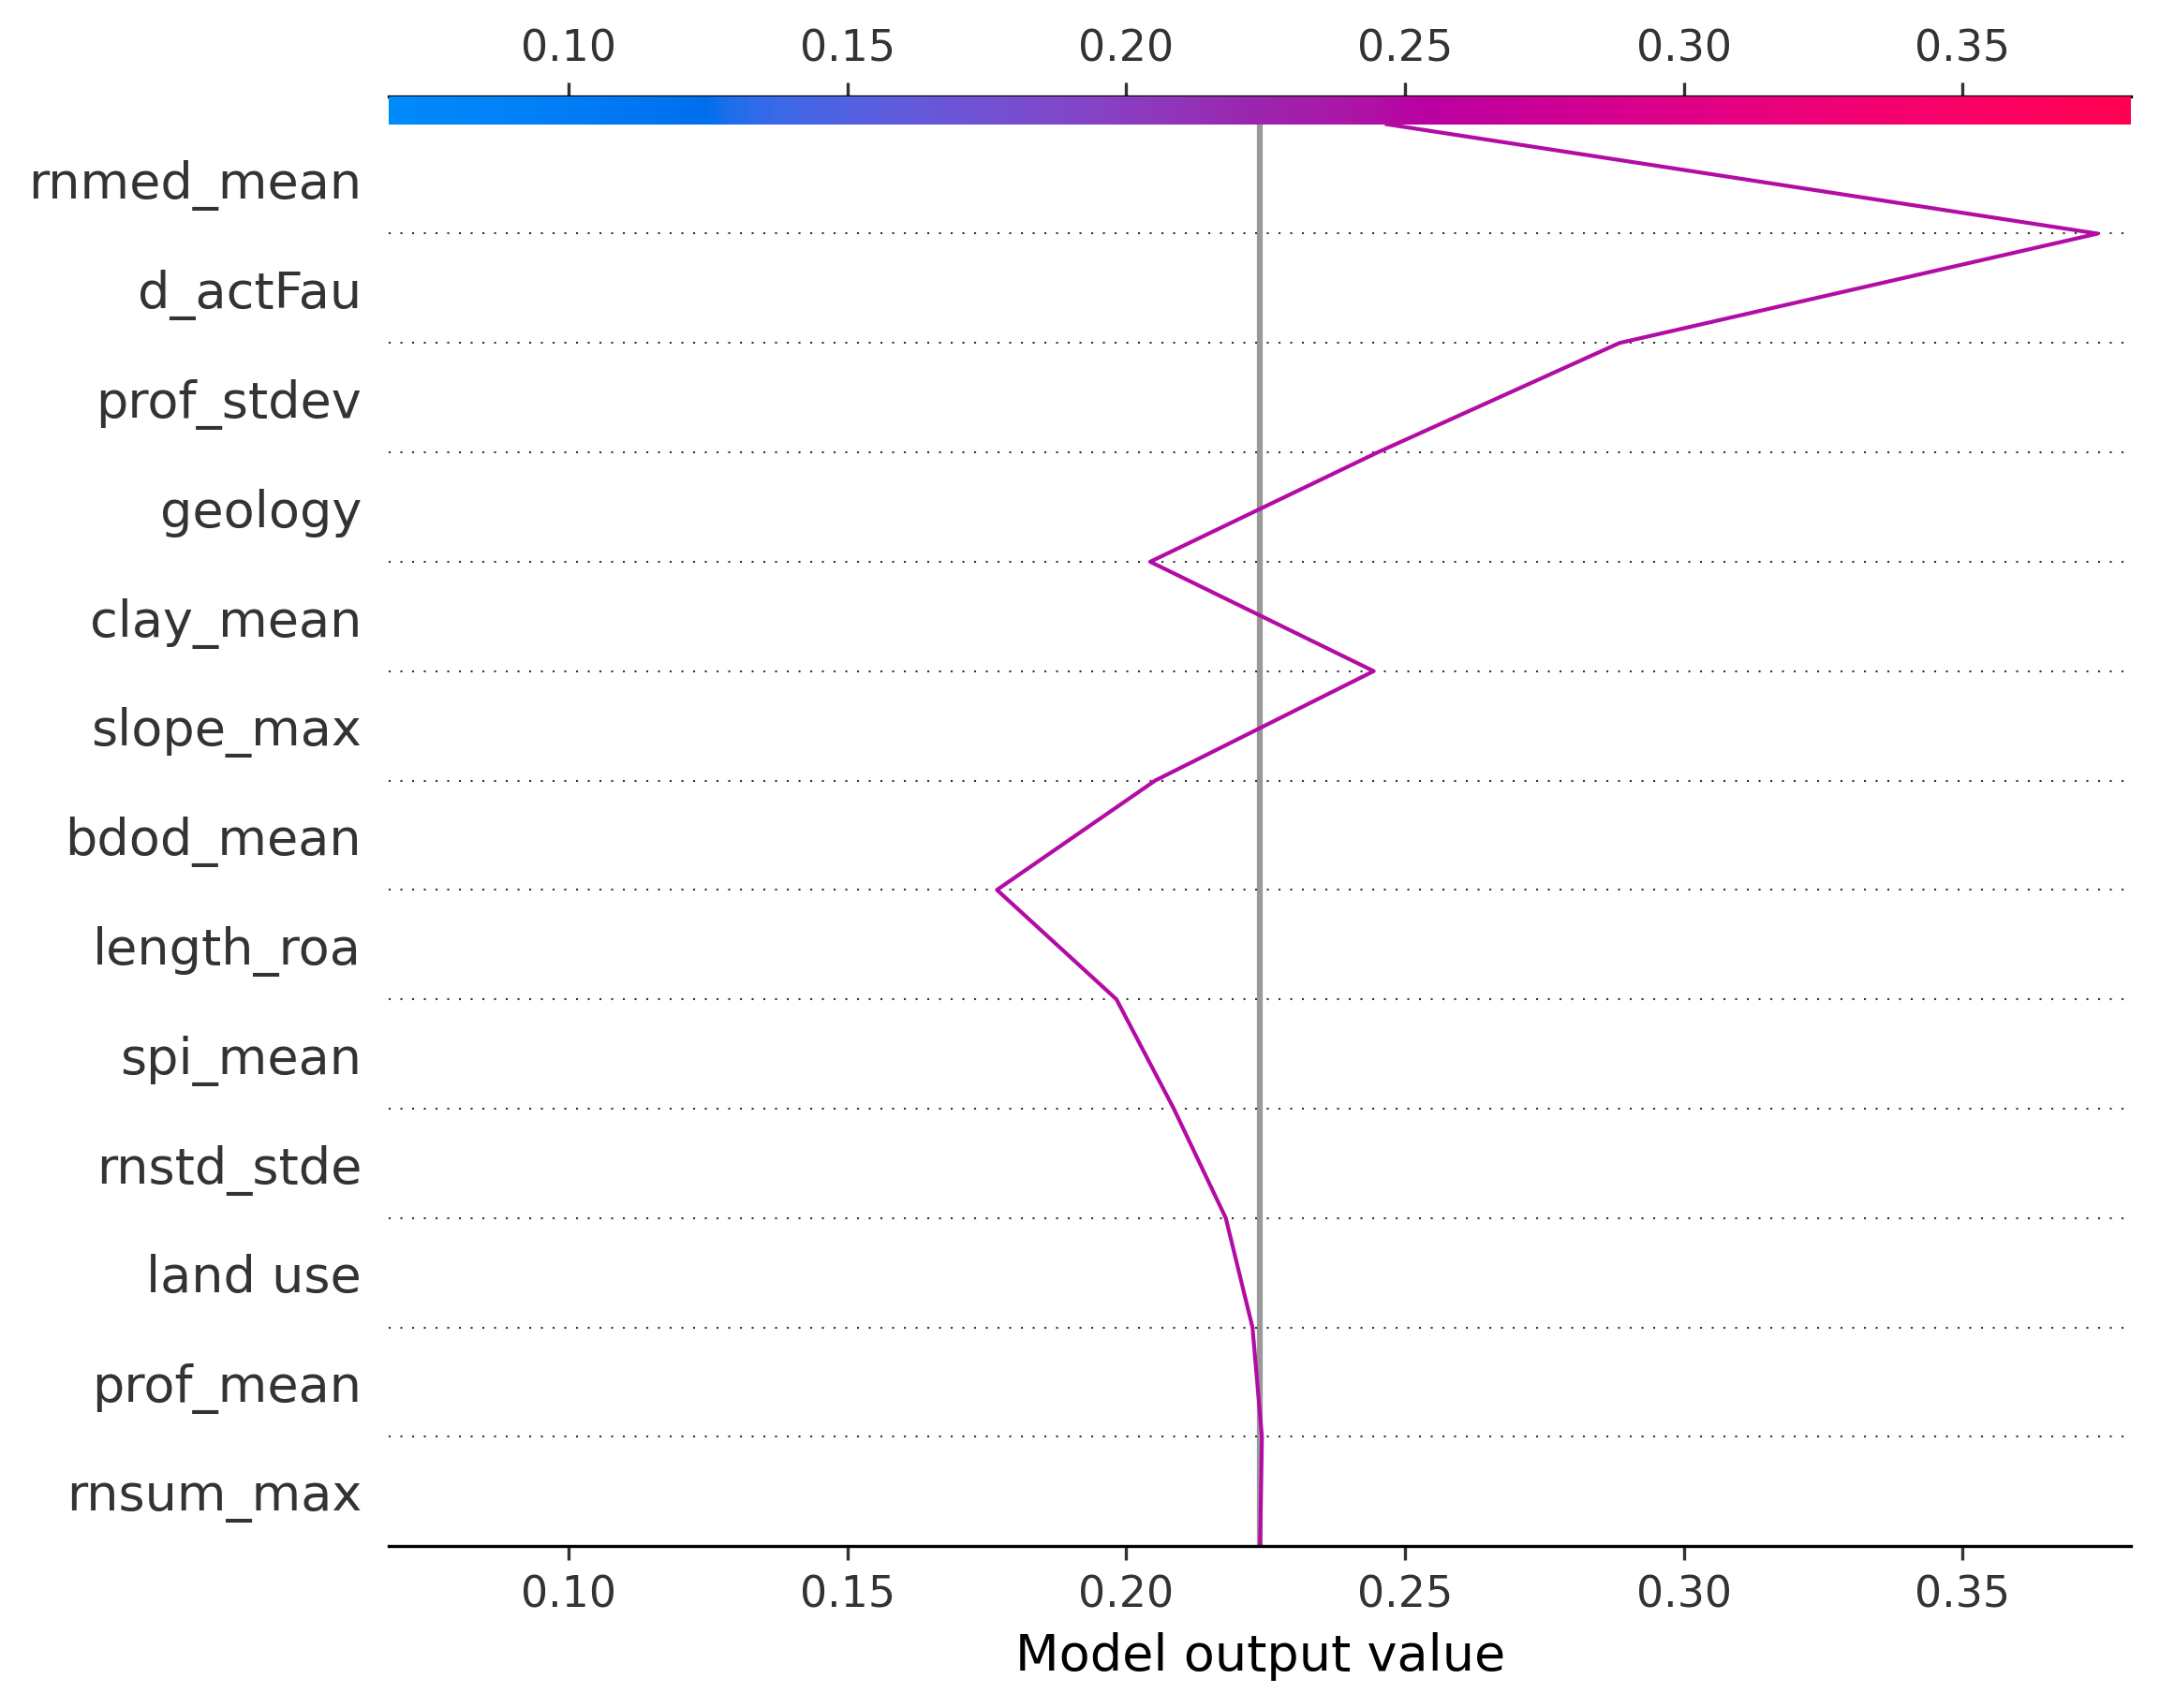 0.10 0.15 0.20 0.25 0.30 0.35
rnmed_mean
d_actFau
prof_stdev
geology
clay_mean
slope_max
bdod_mean
length_roa
spi_mean
rnstd_stde
land use
prof_mean
rnsum_max
0.10 0.15 0.20 0.25 0.30 0.35
Model output value